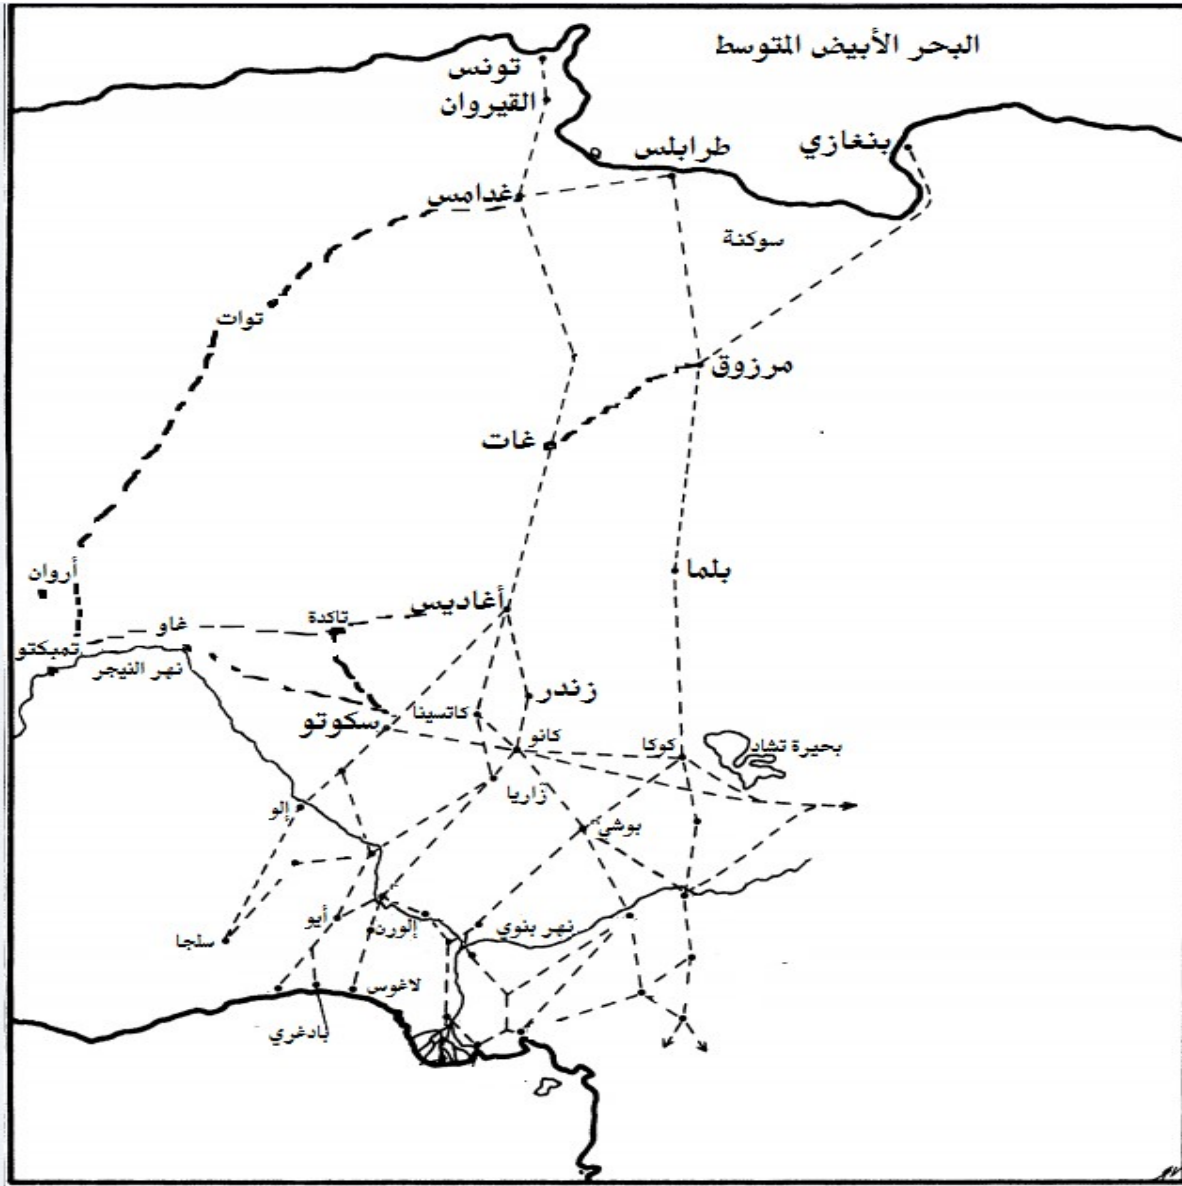 البحر الأبيض المتوسط
تونس
القيروان
بنغازي
طرابلس
غدامس
سوكنة
توات
مرزوق
غات
بلما
أروان
أغاديس
تاكدة
غاو
تمبكتو
نهر النيجر
زندر
كاتسينا
سكوتو
كانو
كوكا
بحيرة تشاد
زاريا
إلو
بوشي
أيو
إلورن
نهر بنوي
سلجا
لاغوس
بادغري